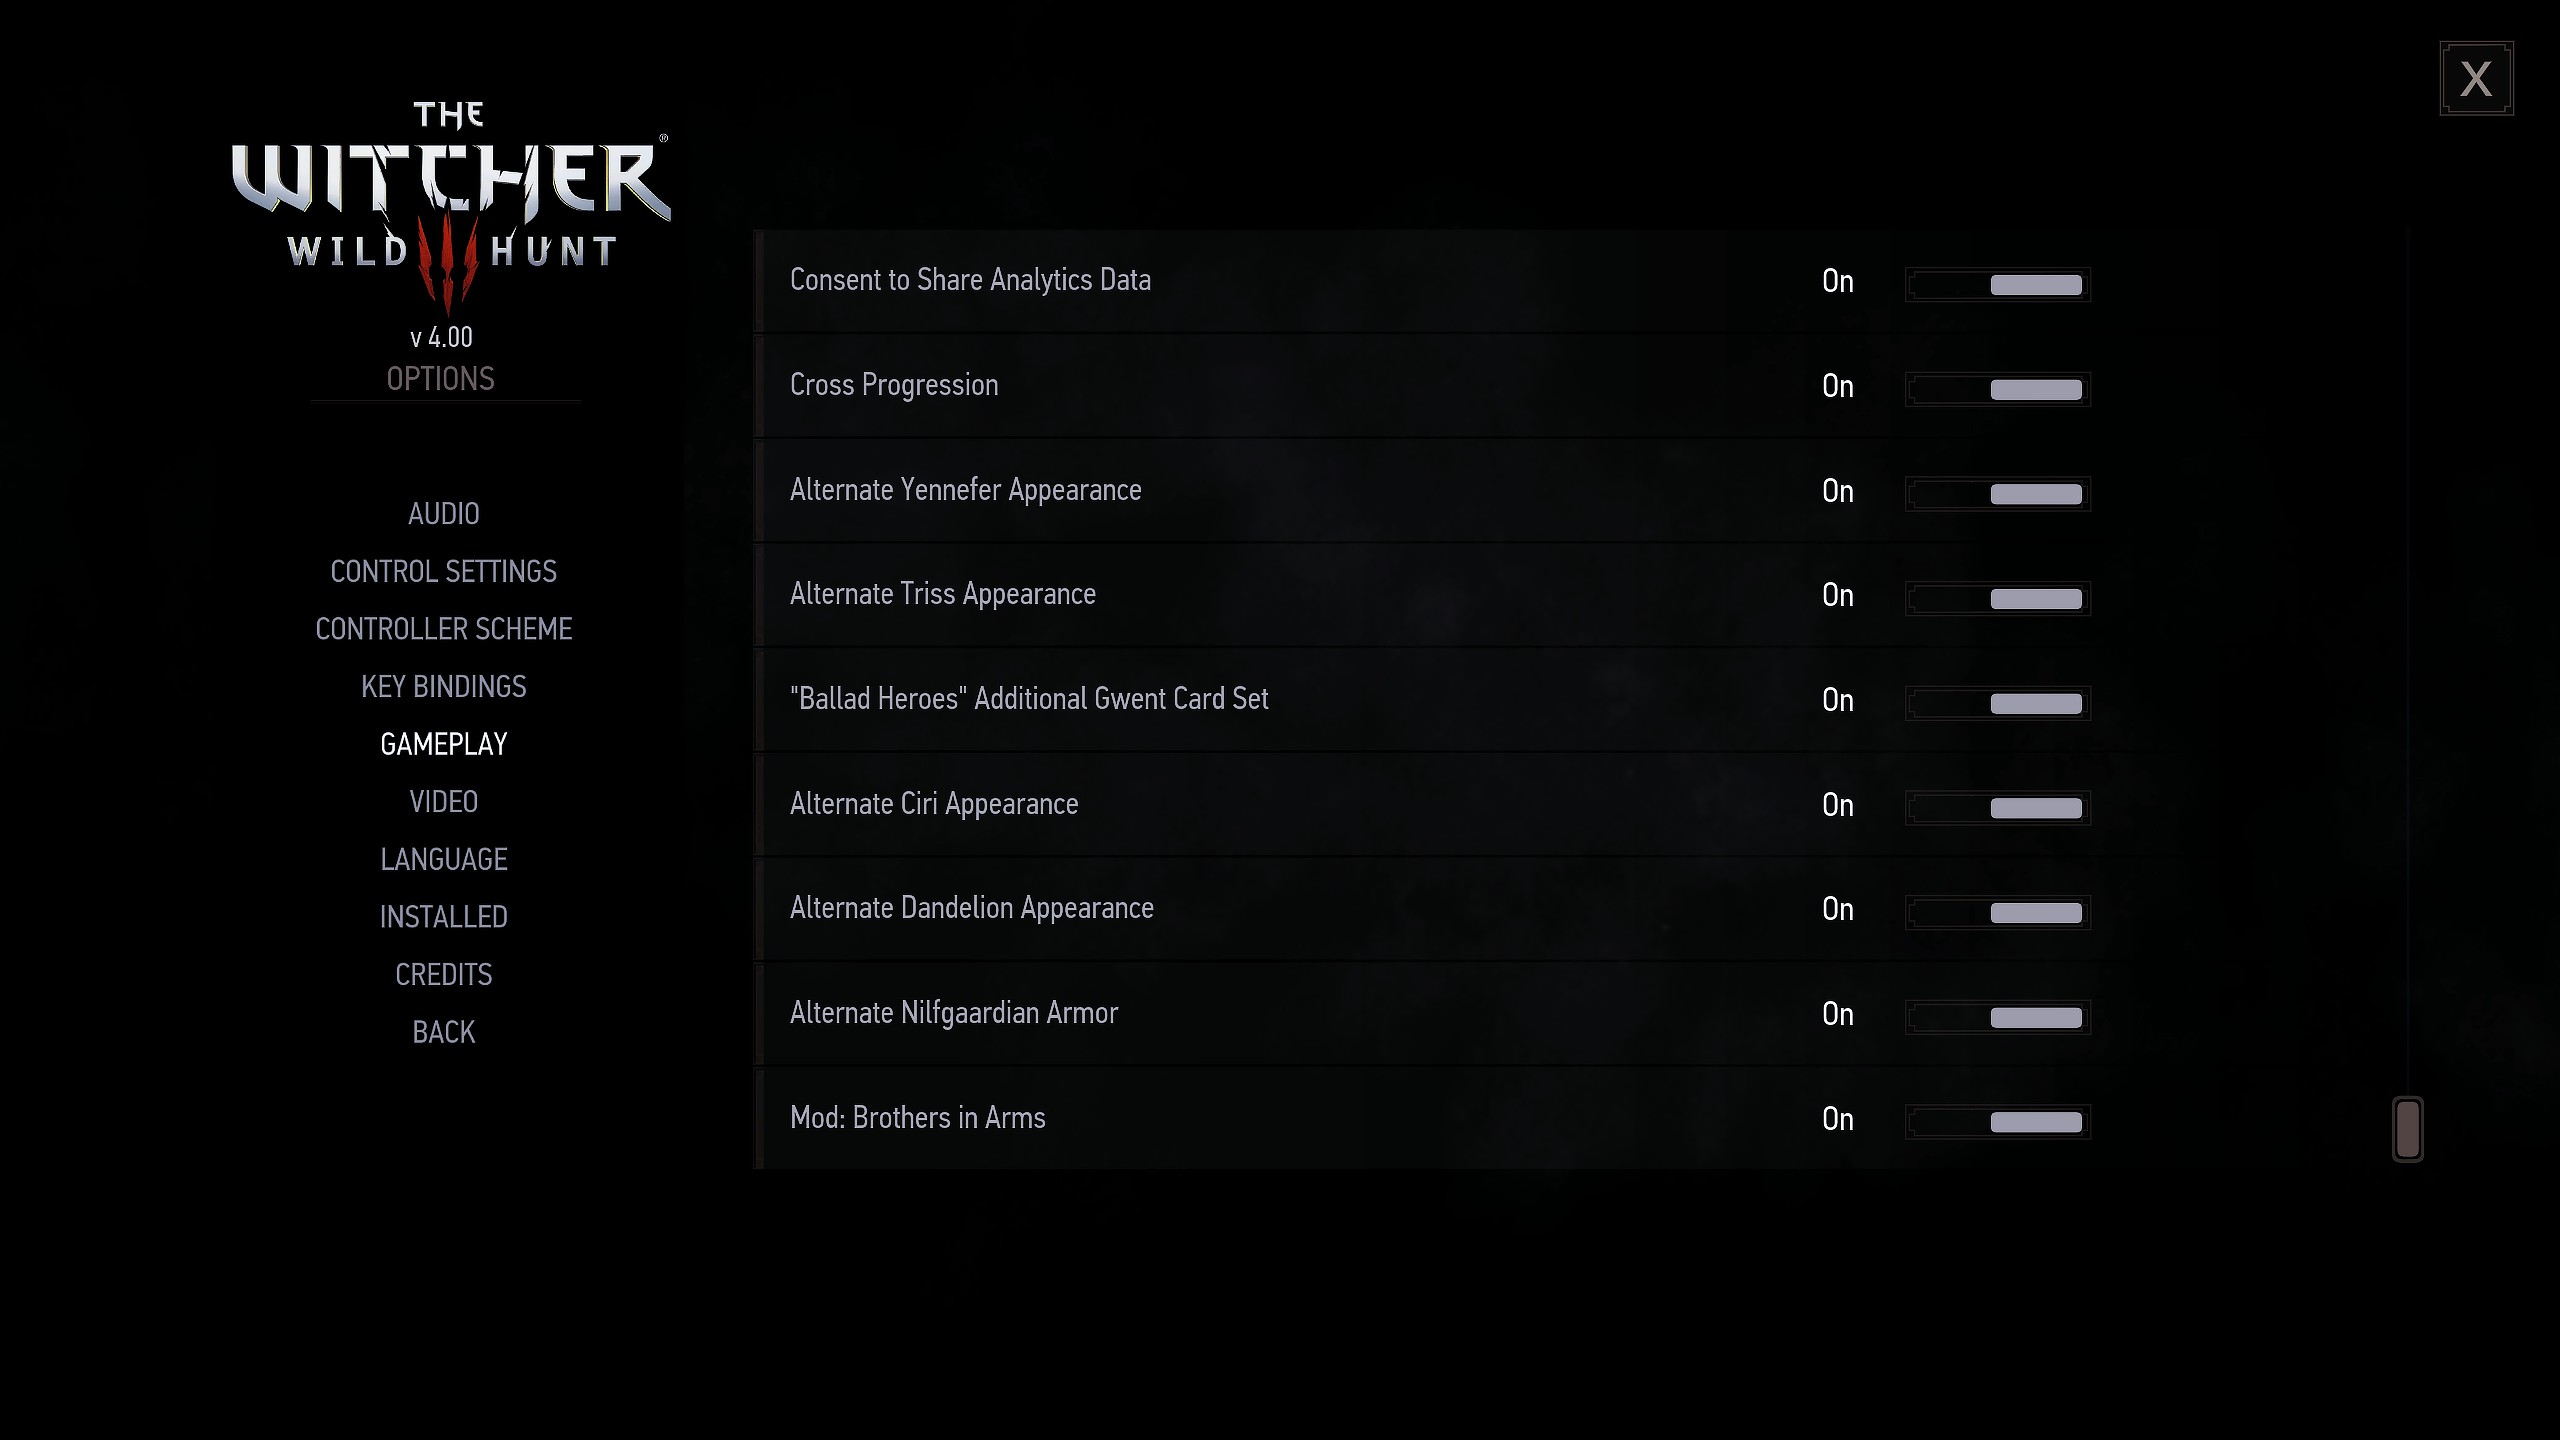 THE
WITCHER®
WILD HUNT
v 4.00
OPTIONS
AUDIO
CONTROL SETTINGS
CONTROLLER SCHEME
KEY BINDINGS
GAMEPLAY
VIDEO
LANGUAGE
INSTALLED
CREDITS
BACK
X
Consent to Share Analytics Data On
Cross Progression On
Alternate Yennefer Appearance On
Alternate Triss Appearance On
"Ballad Heroes" Additional Gwent Card Set On
Alternate Ciri Appearance On
Alternate Dandelion Appearance On
Alternate Nilfgaardian Armor On
Mod: Brothers in Arms On